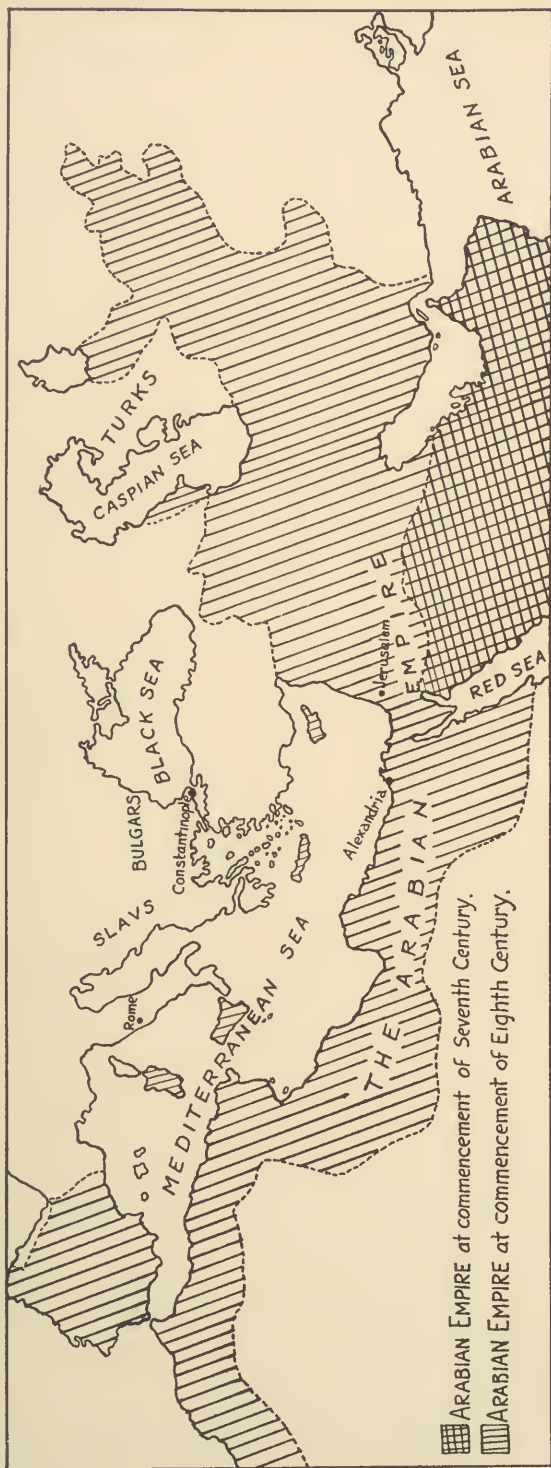 TURKS
CASPIAN SEA
BLACK SEA
BULGARS
Constantinople
SLAVS
Rome
MEDITERRANEAN SEA
Alexandria
Jerusalem
THE ARABIAN EMPIRE
RED SEA
ARABIAN SEA
ARABIAN EMPIRE at commencement of Seventh Century.
ARABIAN EMPIRE at commencement of Eighth Century.